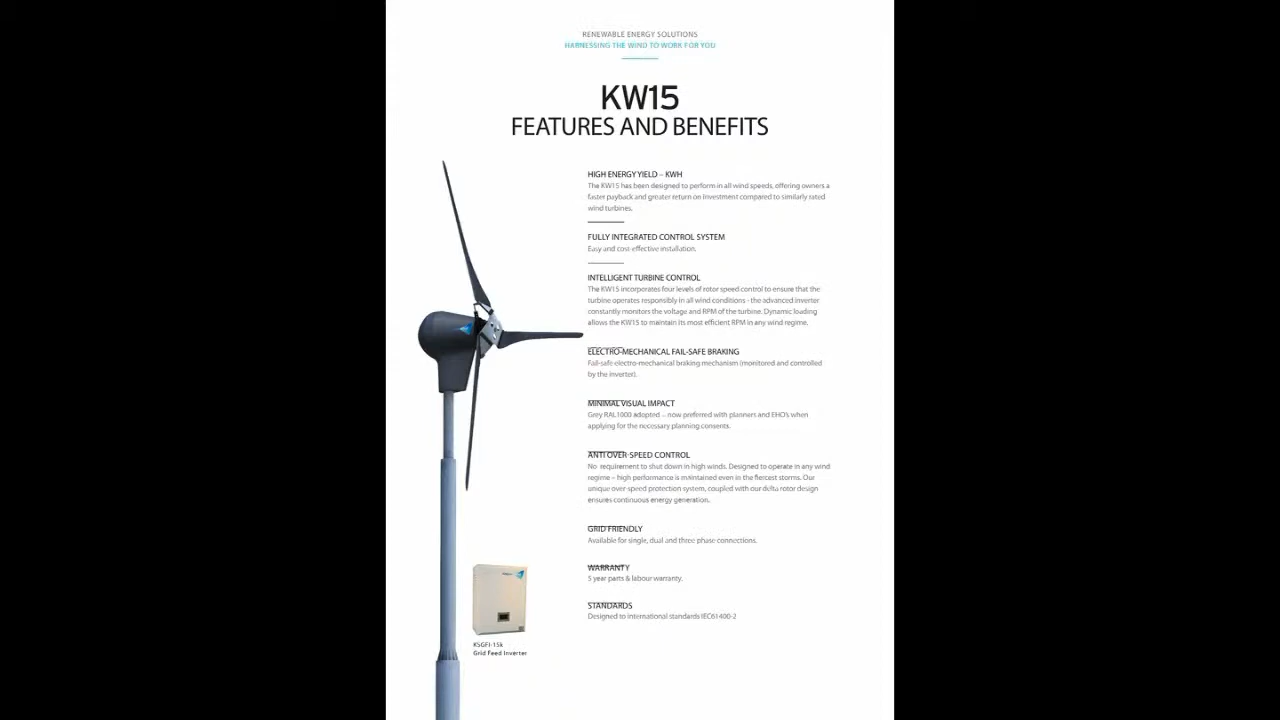 RENEWABLE ENERGY SOLUTIONS
HARNESSING THE WIND TO WORK FOR YOU
KW15
FEATURES AND BENEFITS
HIGH ENERGY YIELD – KWH
The KW15 has been designed to perform in all wind speeds, offering owners a
faster payback and greater return on investment compared to similarly rated
wind turbines.
FULLY INTEGRATED CONTROL SYSTEM
Easy and cost-effective installation.
INTELLIGENT TURBINE CONTROL
The KW15 incorporates four levels of rotor speed control to ensure that the
turbine operates responsibly in all wind conditions - the advanced inverter
constantly monitors the voltage and RPM of the turbine. Dynamic loading
allows the KW15 to maintain its most efficient RPM in any wind regime.
ELECTRO-MECHANICAL FAIL-SAFE BRAKING
Fail-safe electro-mechanical braking mechanism (monitored and controlled
by the inverter).
MINIMAL VISUAL IMPACT
Grey RAL1000 adopted – now preferred with planners and EHO's when
applying for the necessary planning consents.
ANTI OVER-SPEED CONTROL
No requirement to shut down in high winds. Designed to operate in any wind
regime – high performance is maintained even in the fiercest storms. Our
unique over-speed protection system, coupled with our delta rotor design
ensures continuous energy generation.
GRID FRIENDLY
Available for single, dual and three phase connections.
WARRANTY
5 year parts & labour warranty.
STANDARDS
Designed to international standards IEC61400-2
KSGFI-15k
Grid Feed Inverter